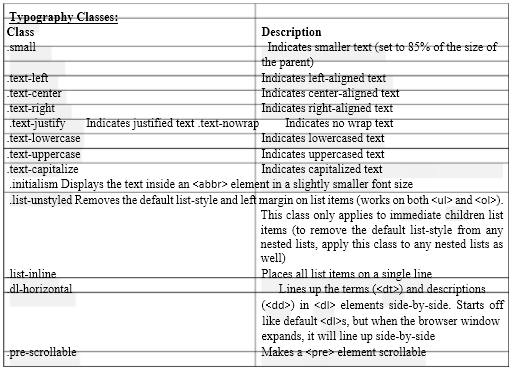 Typography Classes:
Class Description
.small Indicates smaller text (set to 85% of the size of
the parent)
.text-left Indicates left-aligned text
.text-center Indicates center-aligned text
.text-right Indicates right-aligned text
.text-justify Indicates justified text .text-nowrap Indicates no wrap text
.text-lowercase Indicates lowercased text
.text-uppercase Indicates uppercased text
.text-capitalize Indicates capitalized text
.initialism Displays the text inside an <abbr> element in a slightly smaller font size
.list-unstyled Removes the default list-style and left margin on list items (works on both <ul> and <ol>).
This class only applies to immediate children list
items (to remove the default list-style from any
nested lists, apply this class to any nested lists as
well)
list-inline Places all list items on a single line
dl-horizontal Lines up the terms (<dt>) and descriptions
(<dd>) in <dl> elements side-by-side. Starts off
like default <dl>s, but when the browser window
expands, it will line up side-by-side
.pre-scrollable Makes a <pre> element scrollable